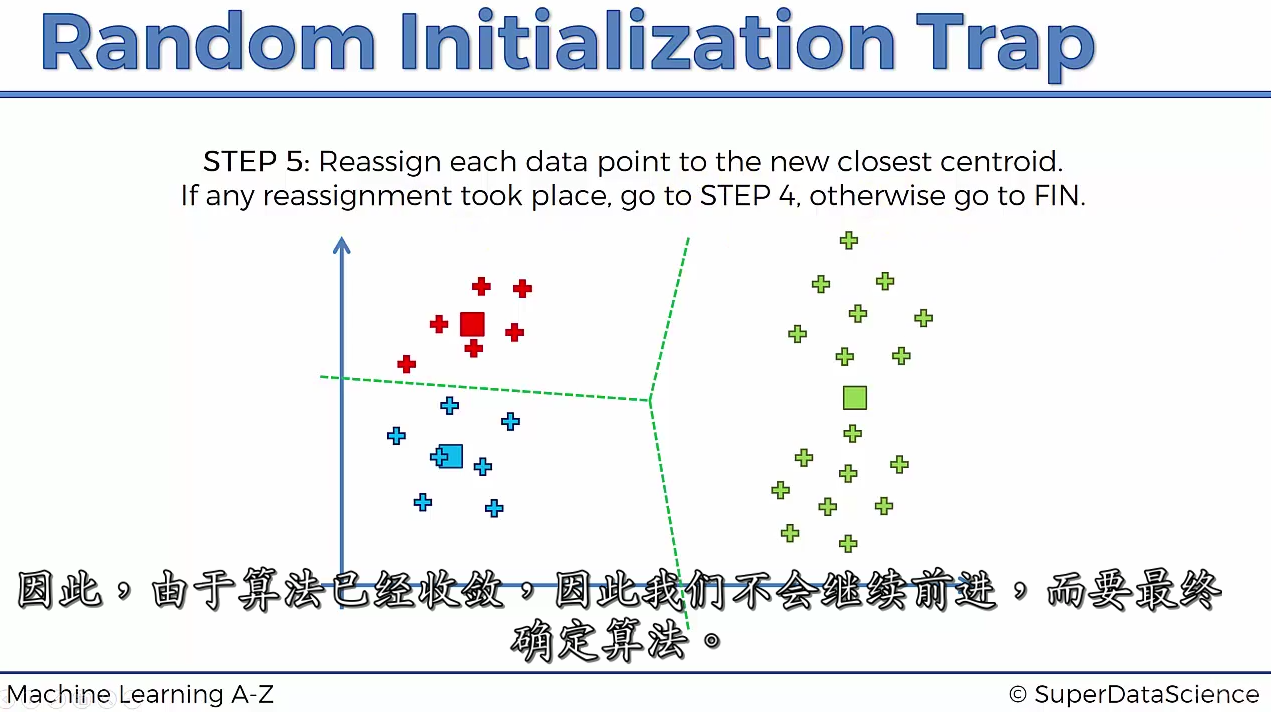 Random Initialization Trap
STEP 5: Reassign each data point to the new closest centroid.
If any reassignment took place, go to STEP 4, otherwise go to FIN.
因此，由于算法已经收敛，因此我们不会继续前进，而要最终
确定算法。
Machine Learning A-Z
© SuperDataScience